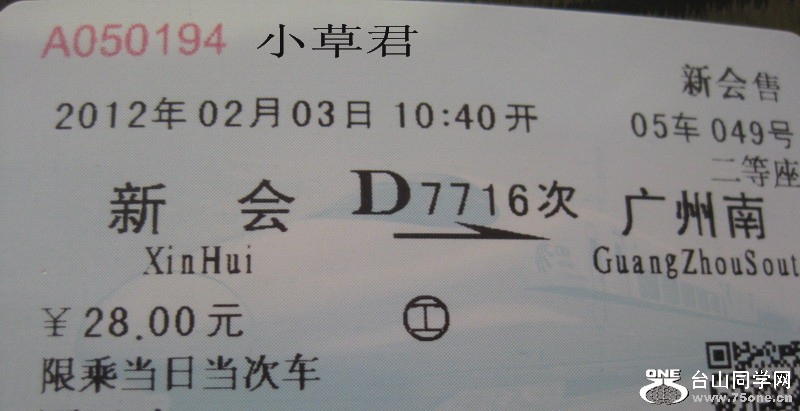 A050194 小草君
新会售
2012年02月03日 10:40开
05车 049号
二等座
新 会 D7716次 广州南
XinHui GuangZhouSout
¥28.00元 工
限乘当日当次车
ONE 台山同学网
www.75one.cn